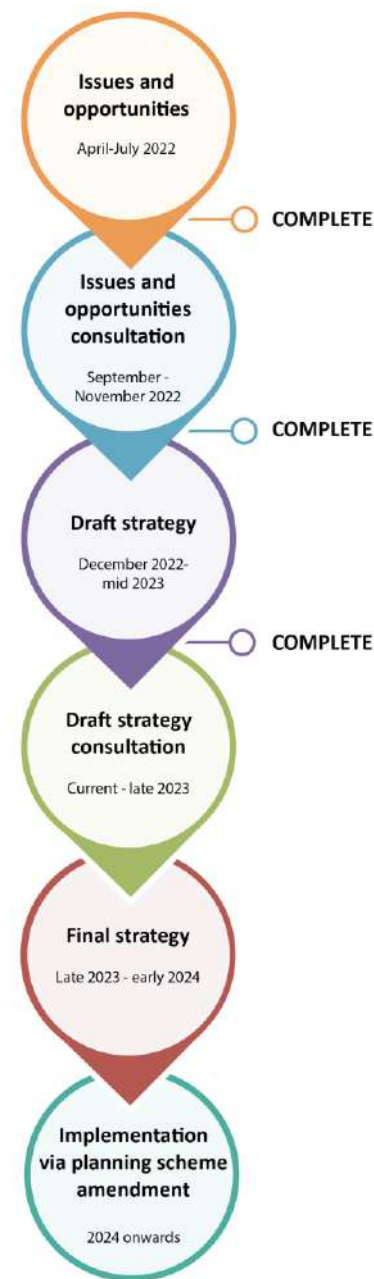 Issues and
opportunities
April-July 2022
COMPLETE
Issues and
opportunities
consultation
September -
November 2022
COMPLETE
Draft strategy
December 2022-
mid 2023
COMPLETE
Draft strategy
consultation
Current - late 2023
Final strategy
Late 2023 - early 2024
Implementation
via planning scheme
amendment
2024 onwards